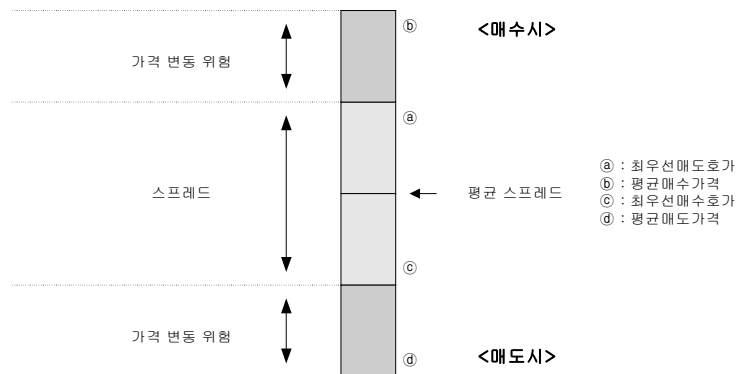 ⓑ <매수시>
가격 변동 위험
ⓐ
ⓐ : 최우선매도호가
스프레드 평균 스프레드 ⓑ : 평균매수가격
ⓒ : 최우선매수호가
ⓓ : 평균매도가격
ⓒ
가격 변동 위험
ⓓ <매도시>